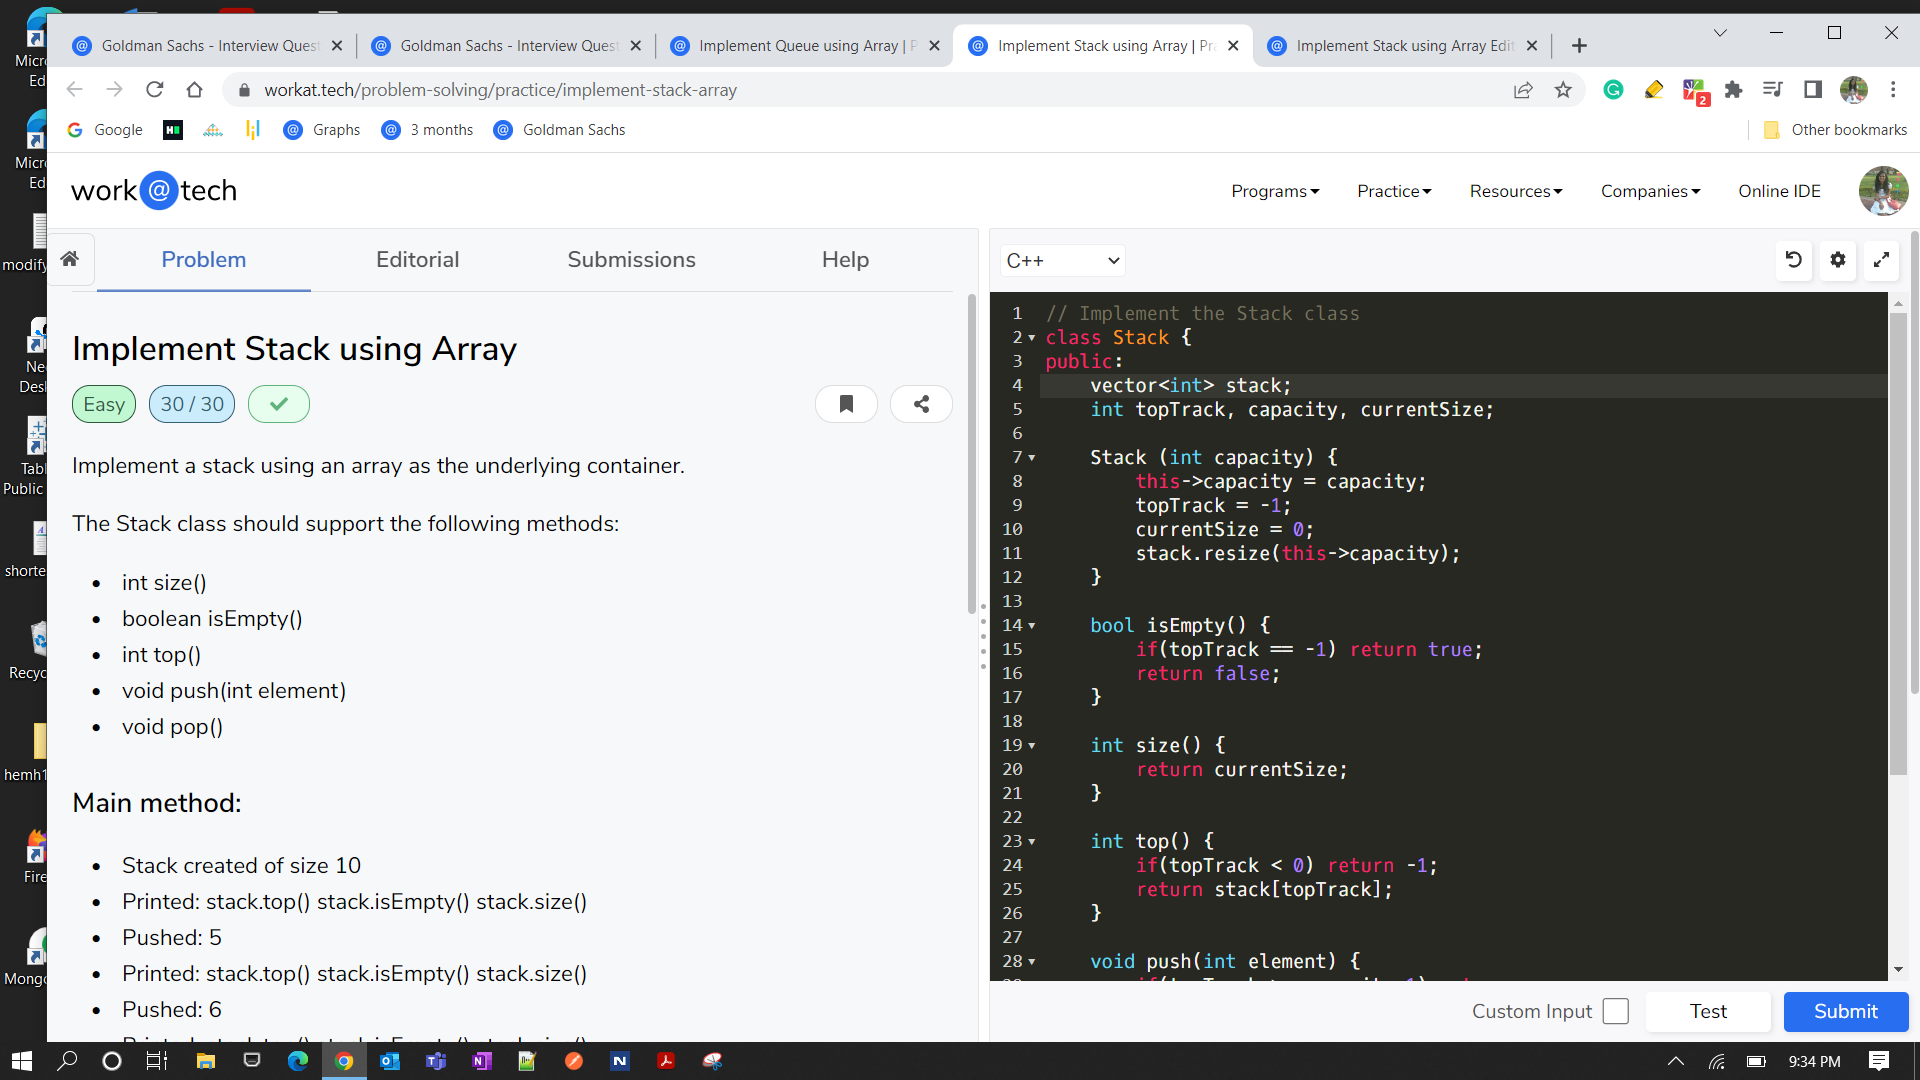 Goldman Sachs - Interview Quest
Goldman Sachs - Interview Quest
Implement Queue using Array | P
Implement Stack using Array | Pra
Implement Stack using Array Edit
workat.tech/problem-solving/practice/implement-stack-array
2
Google
Graphs
3 months
Goldman Sachs
Other bookmarks
work@tech
Programs
Practice
Resources
Companies
Online IDE
Problem
Editorial
Submissions
Help
C++
Implement Stack using Array
Easy
30 / 30
Implement a stack using an array as the underlying container.
The Stack class should support the following methods:
• int size()
• boolean isEmpty()
• int top()
• void push(int element)
• void pop()
Main method:
• Stack created of size 10
• Printed: stack.top() stack.isEmpty() stack.size()
• Pushed: 5
• Printed: stack.top() stack.isEmpty() stack.size()
• Pushed: 6
1 // Implement the Stack class
2 class Stack {
3 public:
4 vector<int> stack;
5 int topTrack, capacity, currentSize;
6
7 Stack (int capacity) {
8 this->capacity = capacity;
9 topTrack = -1;
10 currentSize = 0;
11 stack.resize(this->capacity);
12 }
13
14 bool isEmpty() {
15 if(topTrack == -1) return true;
16 return false;
17 }
18
19 int size() {
20 return currentSize;
21 }
22
23 int top() {
24 if(topTrack < 0) return -1;
25 return stack[topTrack];
26 }
27
28 void push(int element) {
Custom Input
Test
Submit
Micr
Ed
Micr
Ed
modify
Ne
Desl
Tabl
Public
shorte
Recyc
hemh1
Fire
Mongo
9:34 PM